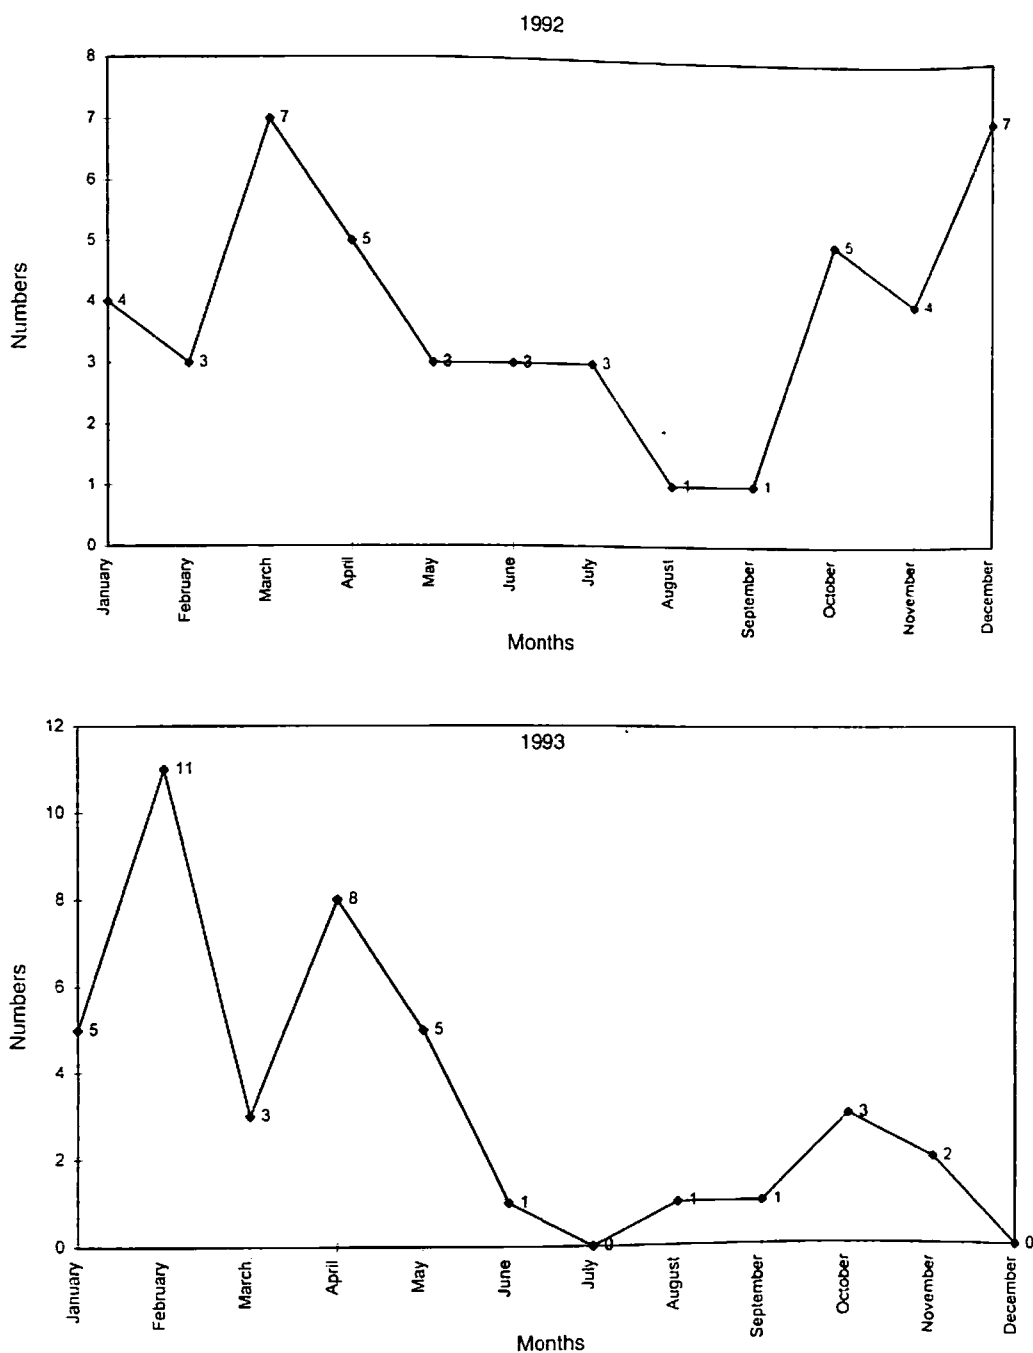 1992
8
7
6
5
4
3
2
1
0
Numbers
4
3
7
5
3
3
3
1
1
5
4
7
January
February
March
April
May
June
July
August
September
October
November
December
Months
1993
12
10
8
6
4
2
0
Numbers
5
11
3
8
5
1
0
1
1
3
2
0
January
February
March
April
May
June
July
August
September
October
November
December
Months